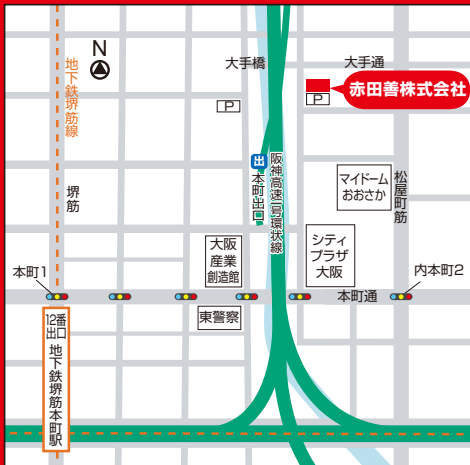 N
地下鉄堺筋線
大手橋
大手通
赤田善株式会社
P
P
出
本町出口
阪神高速1号環状線
マイドーム
おおさか
松屋町筋
堺筋
大阪
産業
創造館
シティ
プラザ
大阪
本町1
内本町2
本町通
東警察
12番
出口
地下鉄堺筋本町駅